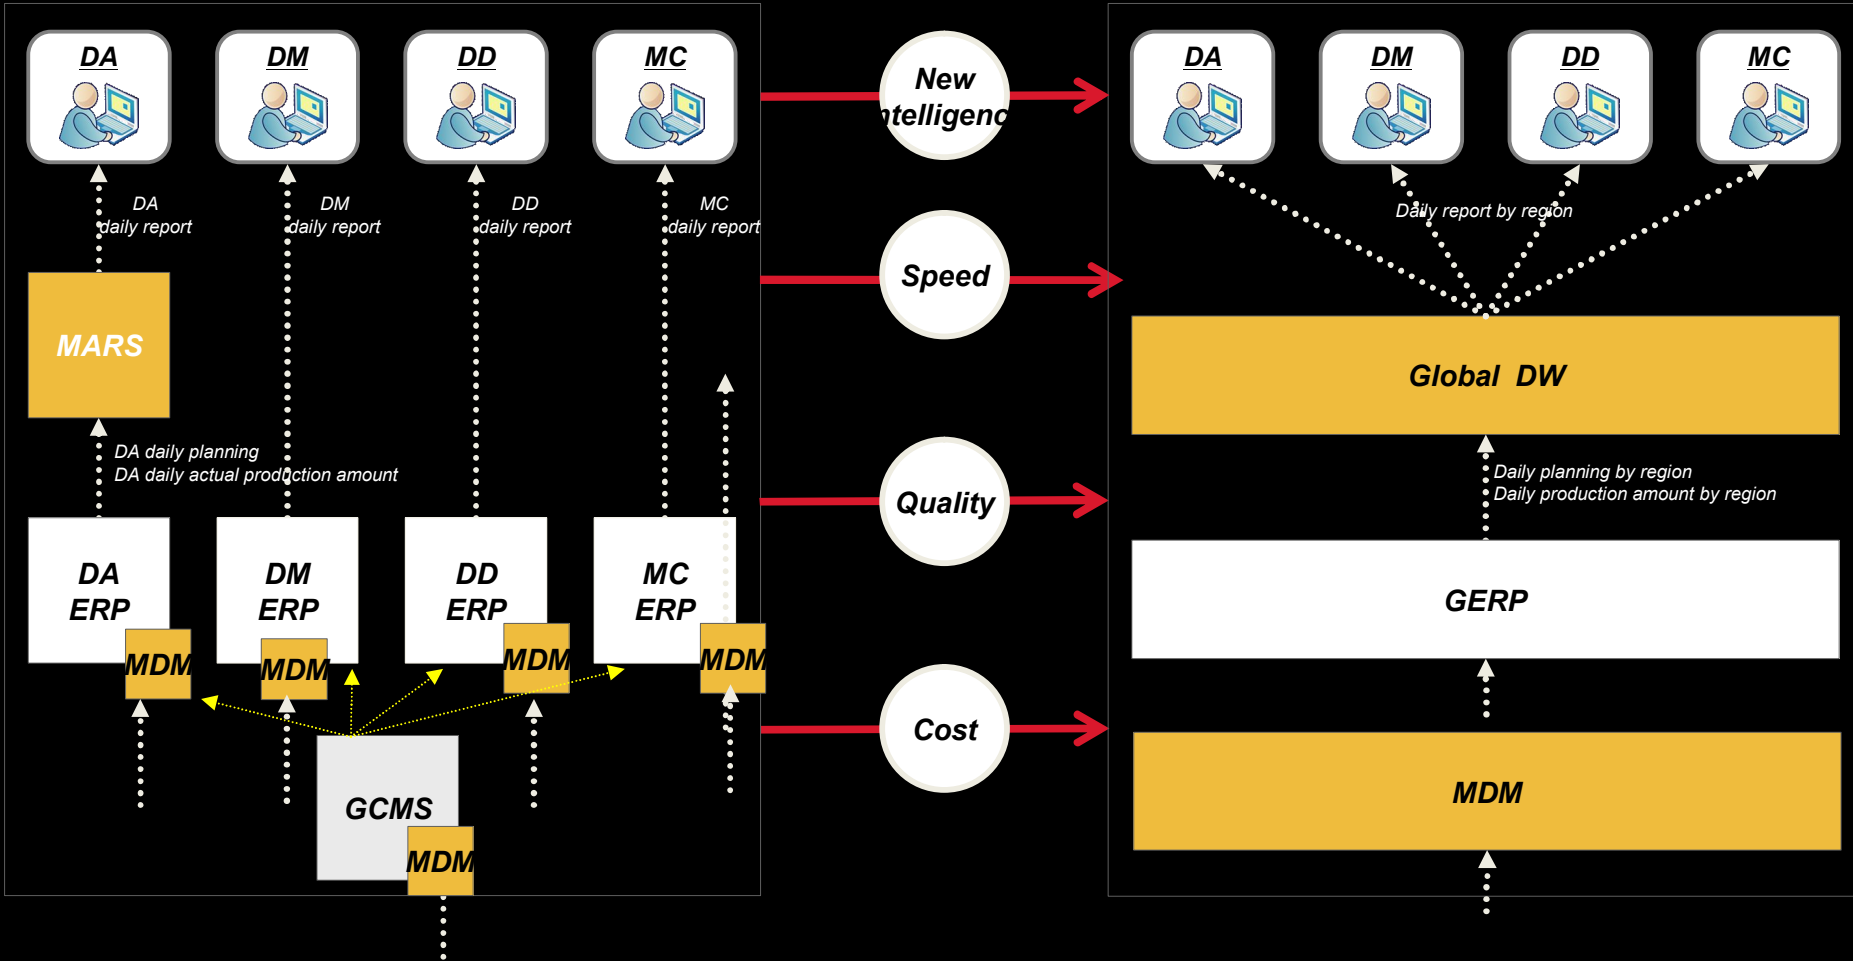 DA
DM
DD
MC
DA
daily report
DM
daily report
DD
daily report
MC
daily report
MARS
DA daily planning
DA daily actual production amount
DA
ERP
MDM
DM
ERP
MDM
DD
ERP
MDM
MC
ERP
MDM
GCMS
MDM
New
ntelligenc
Speed
Quality
Cost
DA
DM
DD
MC
Daily report by region
Global DW
Daily planning by region
Daily production amount by region
GERP
MDM